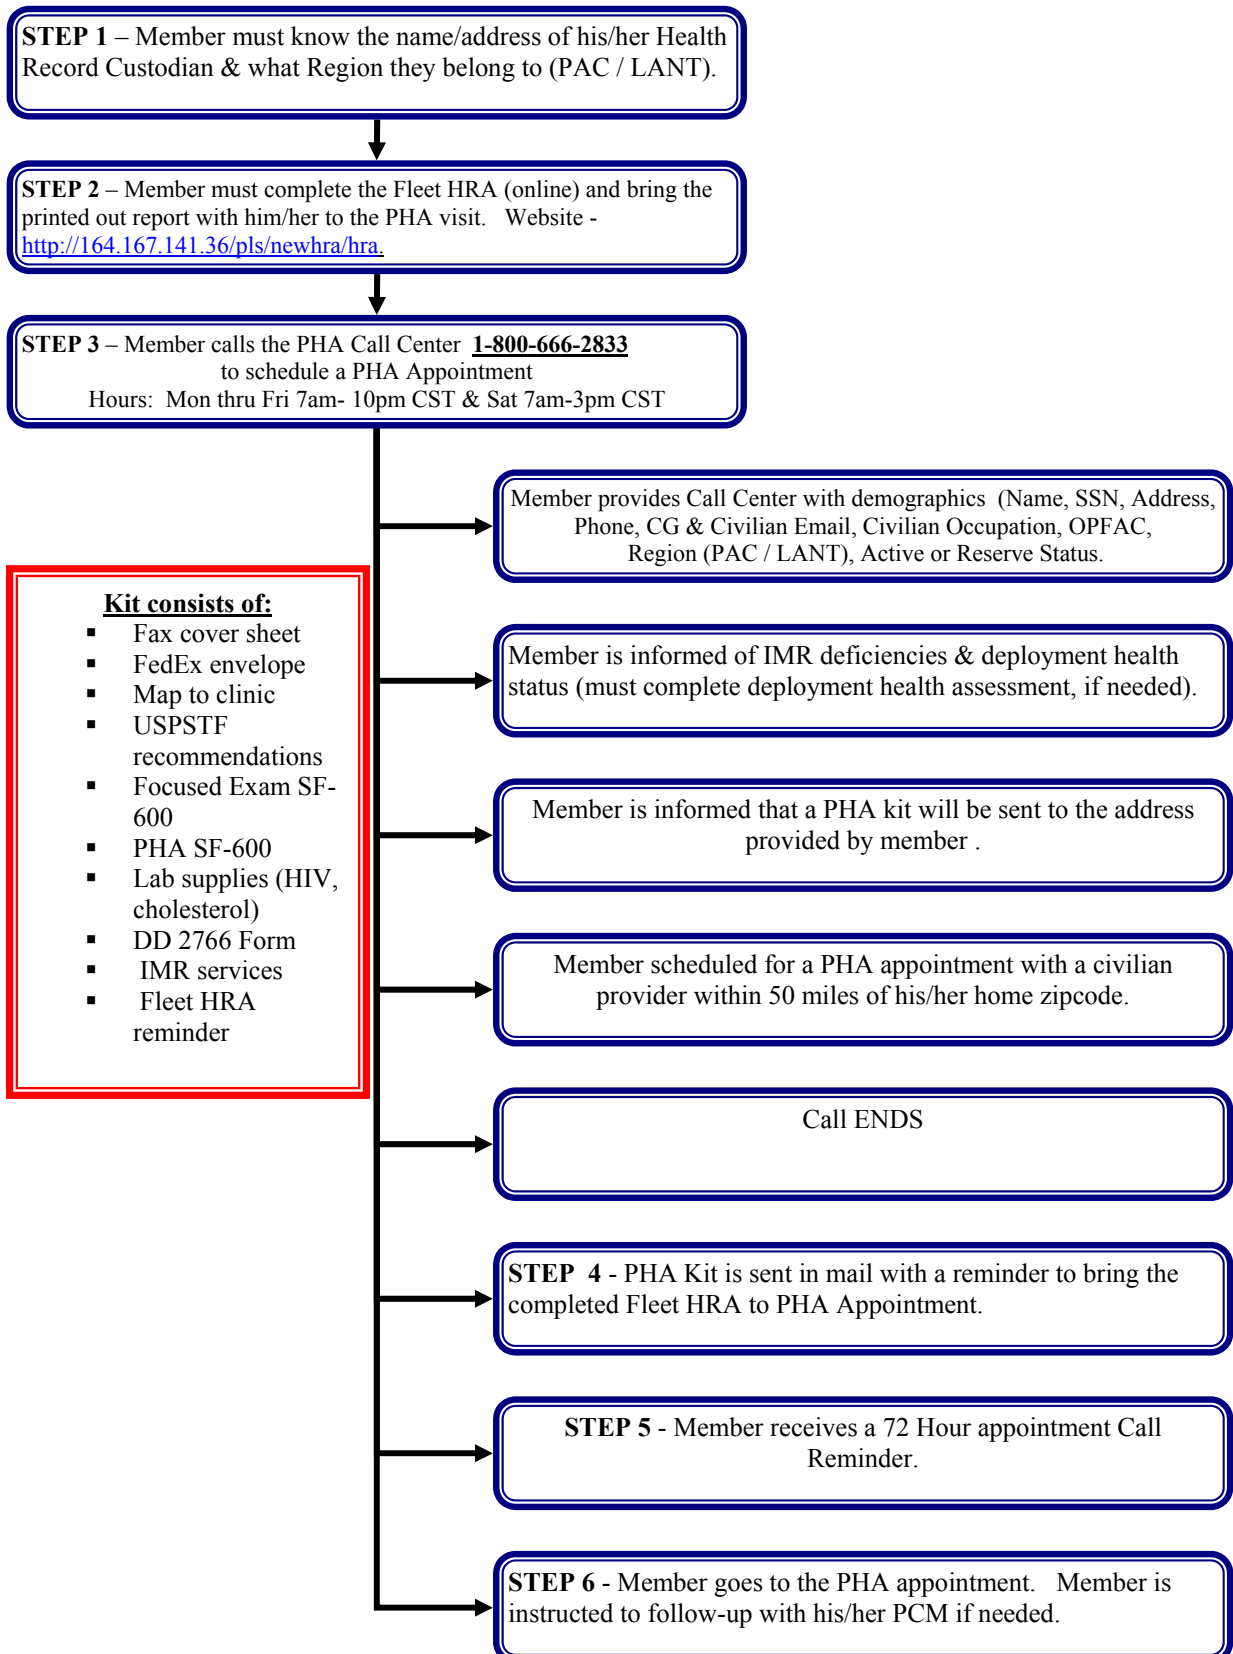 STEP 1 – Member must know the name/address of his/her Health
Record Custodian & what Region they belong to (PAC / LANT).
STEP 2 – Member must complete the Fleet HRA (online) and bring the
printed out report with him/her to the PHA visit. Website -
http://164.167.141.36/pls/newhra/hra.
STEP 3 – Member calls the PHA Call Center 1-800-666-2833
to schedule a PHA Appointment
Hours: Mon thru Fri 7am- 10pm CST & Sat 7am-3pm CST
Member provides Call Center with demographics (Name, SSN, Address,
Phone, CG & Civilian Email, Civilian Occupation, OPFAC,
Region (PAC / LANT), Active or Reserve Status.
Kit consists of:
▪ Fax cover sheet
▪ FedEx envelope
▪ Map to clinic
▪ USPSTF
recommendations
▪ Focused Exam SF-
600
▪ PHA SF-600
▪ Lab supplies (HIV,
cholesterol)
▪ DD 2766 Form
▪ IMR services
▪ Fleet HRA
reminder
Member is informed of IMR deficiencies & deployment health
status (must complete deployment health assessment, if needed).
Member is informed that a PHA kit will be sent to the address
provided by member .
Member scheduled for a PHA appointment with a civilian
provider within 50 miles of his/her home zipcode.
Call ENDS
STEP 4 - PHA Kit is sent in mail with a reminder to bring the
completed Fleet HRA to PHA Appointment.
STEP 5 - Member receives a 72 Hour appointment Call
Reminder.
STEP 6 - Member goes to the PHA appointment. Member is
instructed to follow-up with his/her PCM if needed.